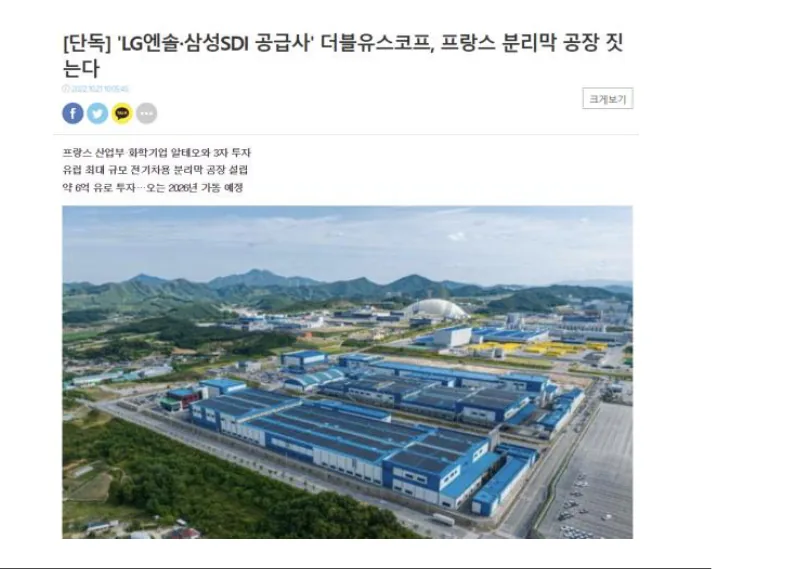 [단독] 'LG엔솔·삼성SDI 공급사' 더블유스코프, 프랑스 분리막 공장 짓
는다
크게보기
프랑스 산업부·화학기업 알테오와 3자 투자
유럽 최대 규모 전기차용 분리막 공장 설립
약 6억 유로 투자…오는 2026년 가동 예정